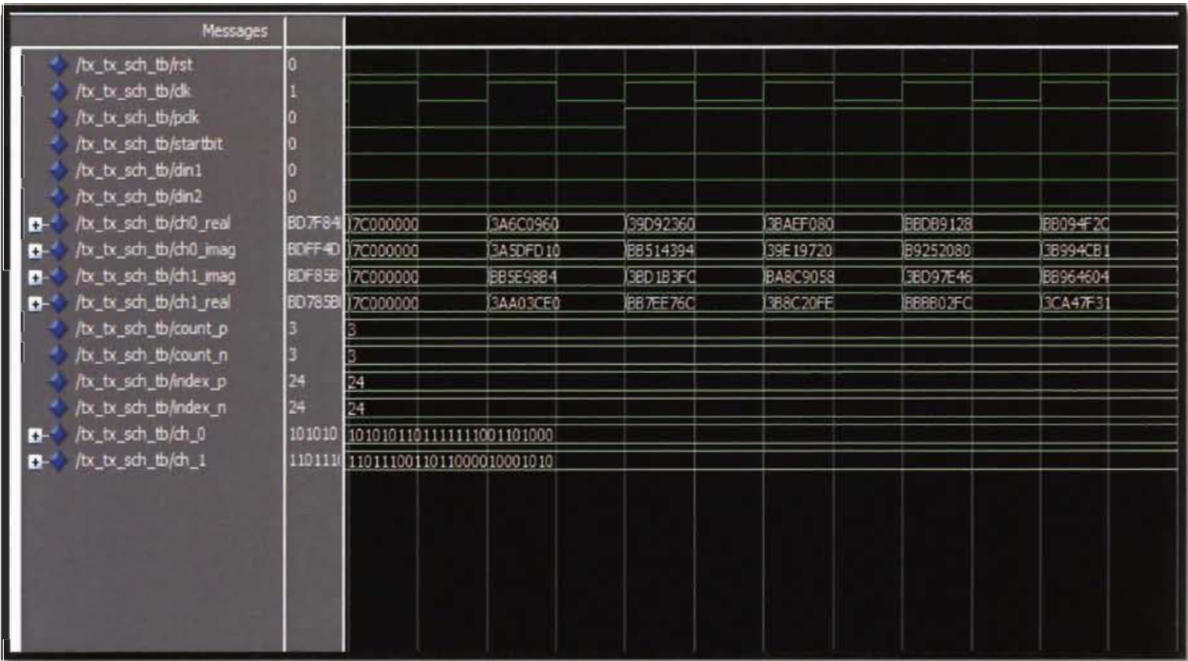 Messages
/tx_tx_sch_tb/rst 0
/tx_tx_sch_tb/clk 1
/tx_tx_sch_tb/pclk 0
/tx_tx_sch_tb/startbit 0
/tx_tx_sch_tb/din1 0
/tx_tx_sch_tb/din2 0
/tx_tx_sch_tb/ch0_real BD7F84 7C000000 3A6C0960 39D92360 3BAEF080 BBDB9128 BB094F2C
/tx_tx_sch_tb/ch0_imag BDFF4D 7C000000 3A5DFD10 BB514394 39E19720 B9252080 3B994CB1
/tx_tx_sch_tb/ch1_imag BDF85B 7C000000 BB5E98B4 3BD1B3FC BA8C9058 3BD97E46 BB964604
/tx_tx_sch_tb/ch1_real BD785B 7C000000 3AA03CE0 BB7EE76C 3B8C20FE BBBB02FC 3CA47F31
/tx_tx_sch_tb/count_p 3 3
/tx_tx_sch_tb/count_n 3 3
/tx_tx_sch_tb/index_p 24 24
/tx_tx_sch_tb/index_n 24 24
/tx_tx_sch_tb/ch_0 101010 101010110111111001101000
/tx_tx_sch_tb/ch_1 110111 1101110011011000010001010